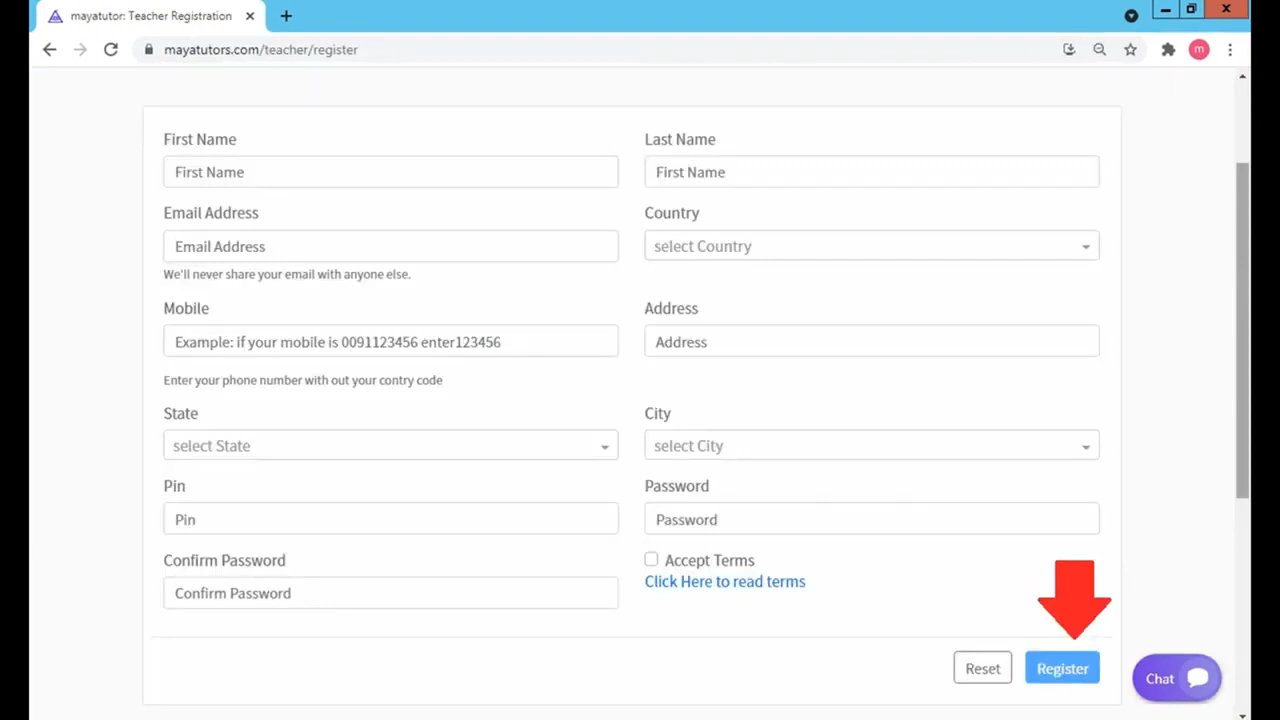 mayatutor: Teacher Registration
mayatutors.com/teacher/register
m
First Name
Last Name
First Name
First Name
Email Address
Country
Email Address
select Country
We'll never share your email with anyone else.
Mobile
Address
Example: if your mobile is 0091123456 enter123456
Address
Enter your phone number with out your contry code
State
City
select State
select City
Pin
Password
Pin
Password
Confirm Password
Accept Terms
Click Here to read terms
Confirm Password
Reset
Register
Chat